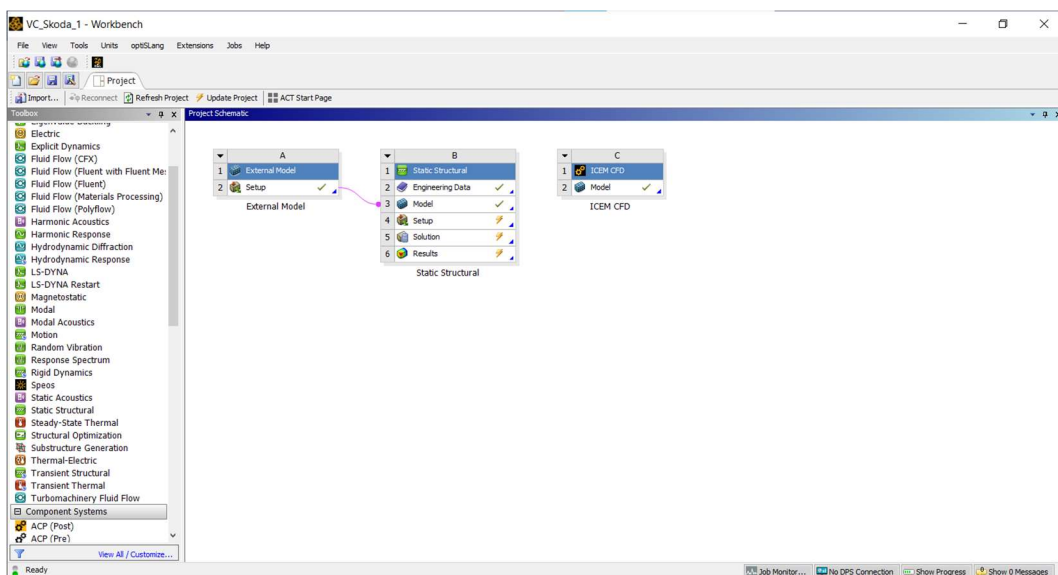 VC_Skoda_1 - Workbench
File View Tools Units optiSLang Extensions Jobs Help
Project
Import... Reconnect Refresh Project Update Project ACT Start Page
Toolbox
Electric
Explicit Dynamics
Fluid Flow (CFX)
Fluid Flow (Fluent with Fluent Me:
Fluid Flow (Fluent)
Fluid Flow (Materials Processing)
Fluid Flow (Polyflow)
Harmonic Acoustics
Harmonic Response
Hydrodynamic Diffraction
Hydrodynamic Response
LS-DYNA
LS-DYNA Restart
Magnetostatic
Modal
Modal Acoustics
Motion
Random Vibration
Response Spectrum
Rigid Dynamics
Speos
Static Acoustics
Static Structural
Steady-State Thermal
Structural Optimization
Substructure Generation
Thermal-Electric
Transient Structural
Transient Thermal
Turbomachinery Fluid Flow
Component Systems
ACP (Post)
ACP (Pre)
View All / Customize...
Project Schematic
A
1 External Model
2 Setup
External Model
B
1 Static Structural
2 Engineering Data
3 Model
4 Setup
5 Solution
6 Results
Static Structural
C
1 ICEM CFD
2 Model
ICEM CFD
Ready
Job Monitor... No DPS Connection Show Progress Show 0 Messages